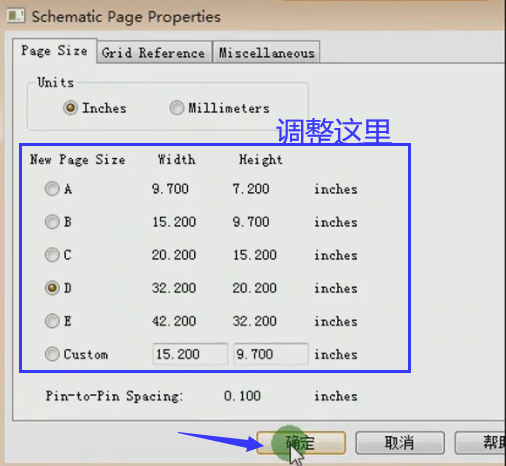 Schematic Page Properties
Page Size Grid Reference Miscellaneous
Units
Inches Millimeters
调整这里
New Page Size Width Height
A 9.700 7.200 inches
B 15.200 9.700 inches
C 20.200 15.200 inches
D 32.200 20.200 inches
E 42.200 32.200 inches
Custom 15.200 9.700 inches
Pin-to-Pin Spacing: 0.100 inches
确定 取消 帮